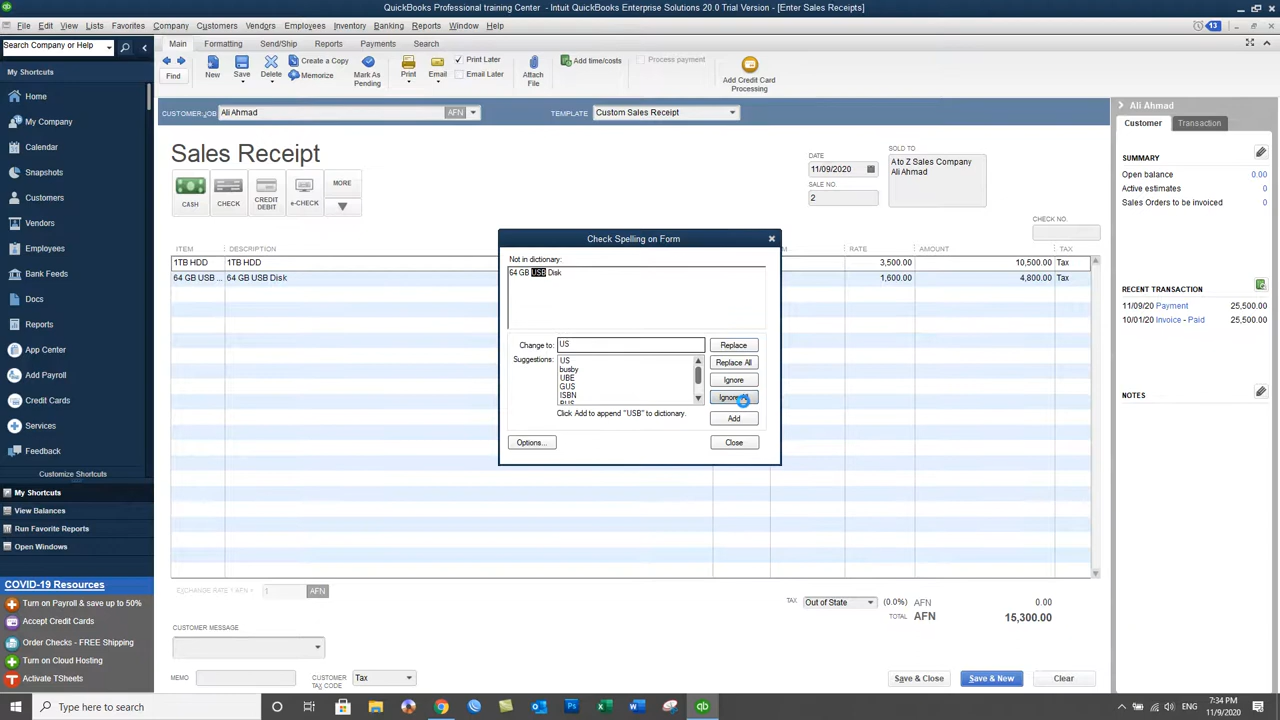 QuickBooks Professional training Center - Intuit QuickBooks Enterprise Solutions 20.0 Trial Version - [Enter Sales Receipts]
File Edit View Lists Favorites Company Customers Vendors Employees Inventory Banking Reports Window Help 13
Search Company or Help
Main Formatting Send/Ship Reports Payments Search
Find New Save Delete Create a Copy Memorize Mark As Pending Print Email Print Later Email Later Attach File Add time/costs Process payment Add Credit Card Processing
My Shortcuts
Home
My Company
Calendar
Snapshots
Customers
Vendors
Employees
Bank Feeds
Docs
Reports
App Center
Add Payroll
Credit Cards
Services
Feedback
Customize Shortcuts
My Shortcuts
View Balances
Run Favorite Reports
Open Windows
COVID-19 Resources
Turn on Payroll & save up to 50%
Accept Credit Cards
Order Checks - FREE Shipping
Turn on Cloud Hosting
Activate TSheets
CUSTOMER:JOB Ali Ahmad AFN TEMPLATE Custom Sales Receipt
Sales Receipt
CASH CHECK CREDIT DEBIT e-CHECK MORE
DATE
11/09/2020
SALE NO.
2
SOLD TO
A to Z Sales Company
Ali Ahmad
CHECK NO.
ITEM DESCRIPTION RATE AMOUNT TAX
1TB HDD 1TB HDD 3,500.00 10,500.00 Tax
64 GB USB ... 64 GB USB Disk 1,600.00 4,800.00 Tax
Check Spelling on Form
Not in dictionary:
64 GB USB Disk
Change to: US Replace
Suggestions: US
busby
UBE
GUS
ISBN
Replace All
Ignore
Ignore All
Click Add to append "USB" to dictionary. Add
Options... Close
EXCHANGE RATE 1 AFN = 1 AFN
TAX Out of State (0.0%) AFN 0.00
TOTAL AFN 15,300.00
CUSTOMER MESSAGE
MEMO CUSTOMER TAX CODE Tax
Save & Close Save & New Clear
Ali Ahmad
Customer Transaction
SUMMARY
Open balance 0.00
Active estimates 0
Sales Orders to be invoiced 0
RECENT TRANSACTION
11/09/20 Payment 25,500.00
10/01/20 Invoice - Paid 25,500.00
NOTES
Type here to search
ENG
7:34 PM
11/9/2020